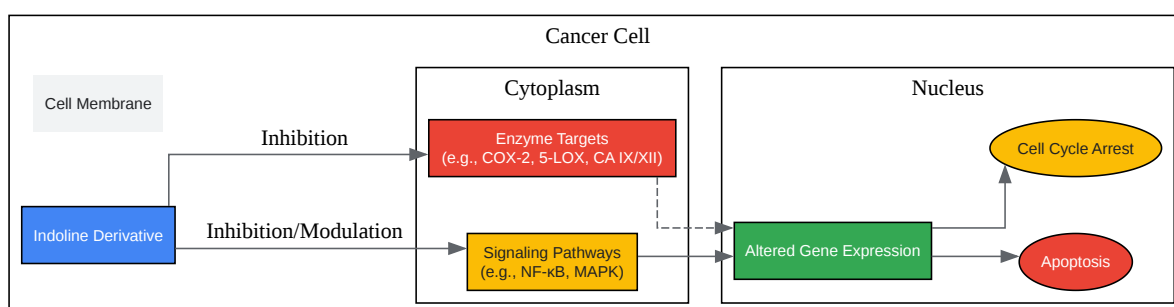 Cancer Cell
Cell Membrane
Cytoplasm
Nucleus
Inhibition
Enzyme Targets
(e.g., COX-2, 5-LOX, CA IX/XII)
Cell Cycle Arrest
Indoline Derivative
Inhibition/Modulation
Signaling Pathways
(e.g., NF-κB, MAPK)
Altered Gene Expression
Apoptosis